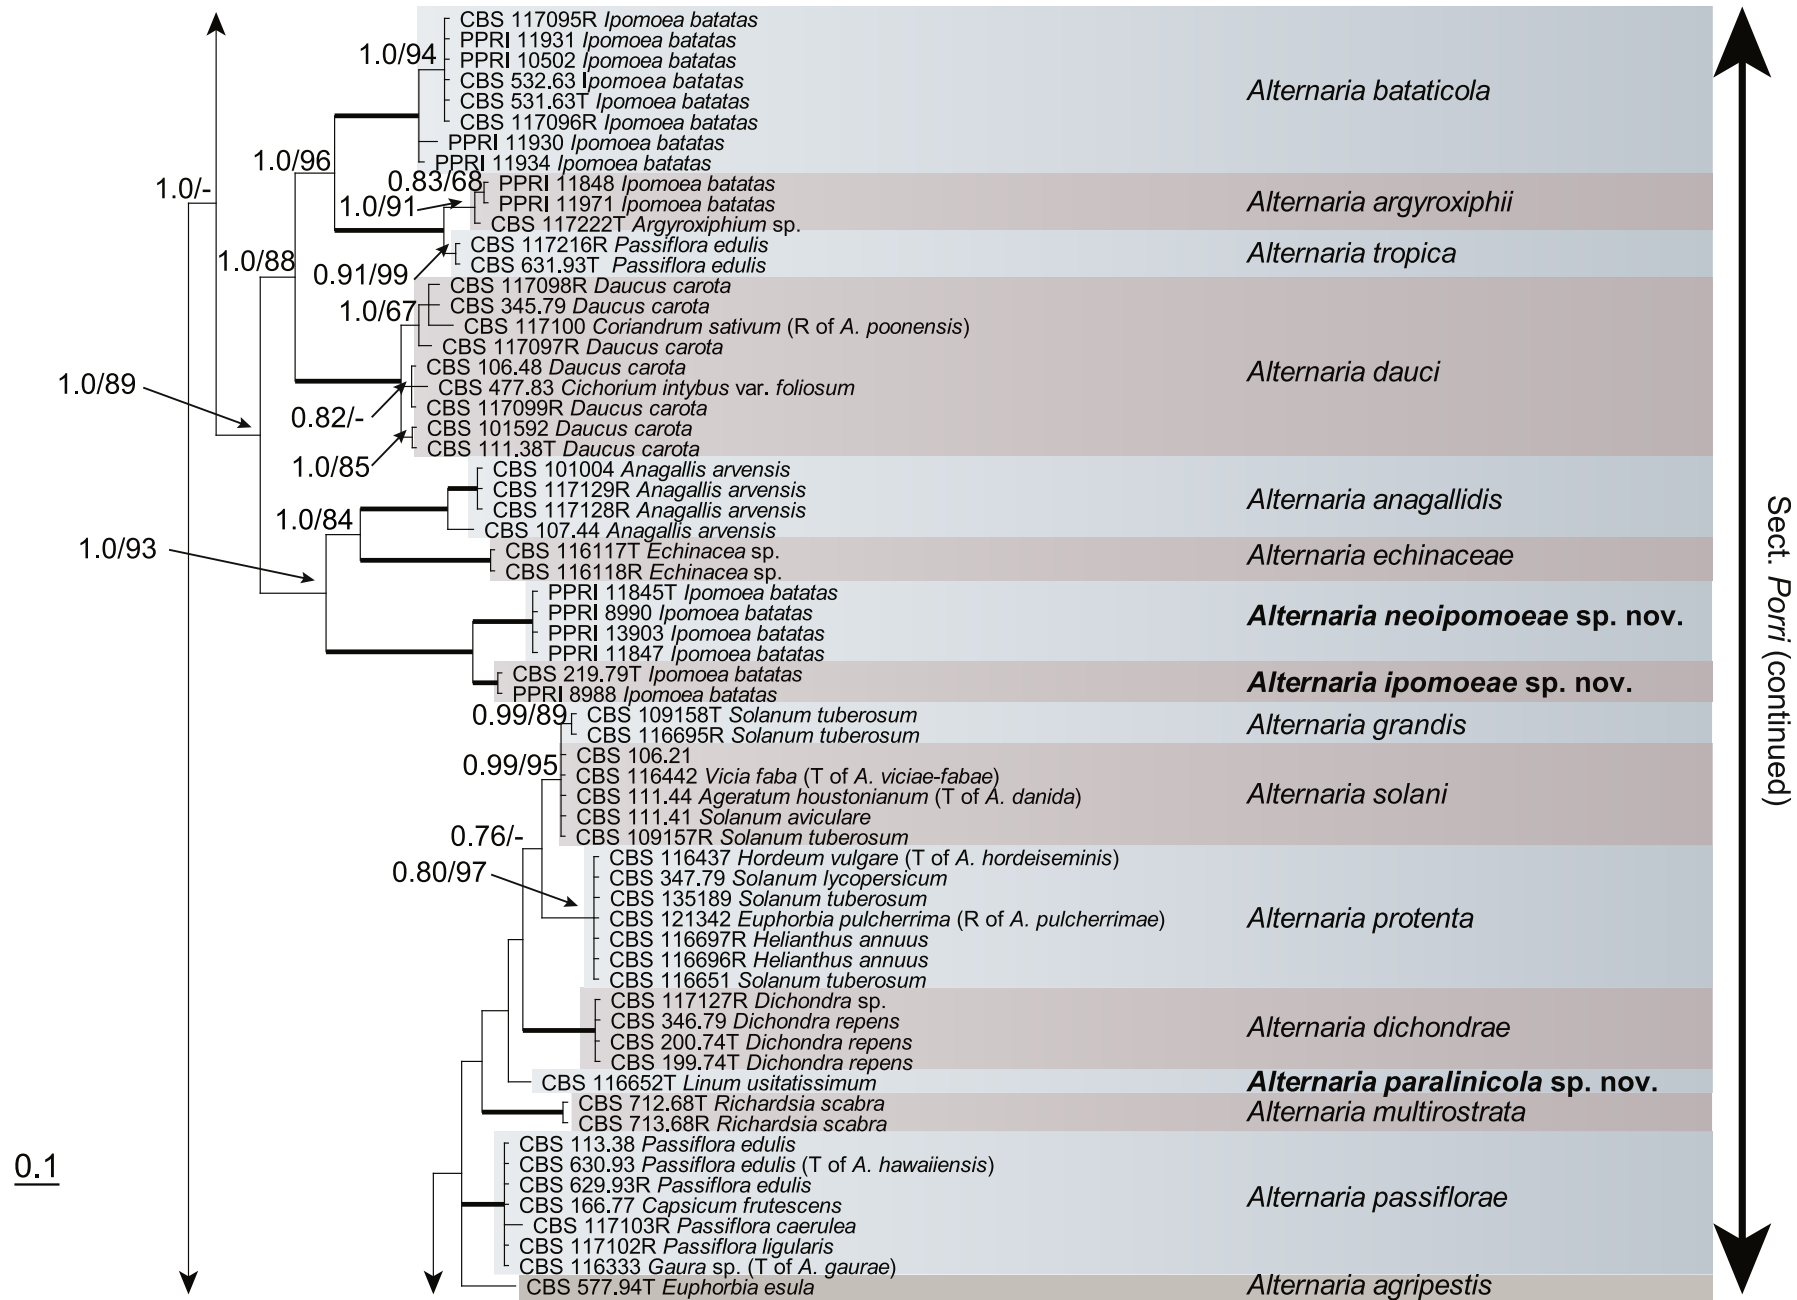 CBS 117095R Ipomoea batatas
PPRI 11931 Ipomoea batatas
1.0/94
PPRI 10502 Ipomoea batatas
CBS 532.63 Ipomoea batatas
Alternaria bataticola
CBS 531.63T Ipomoea batatas
CBS 117096R Ipomoea batatas
PPRI 11930 Ipomoea batatas
1.0/96
PPRI 11934 Ipomoea batatas
1.0/-
0.83/68
PPRI 11848 Ipomoea batatas
1.0/91
PPRI 11971 Ipomoea batatas
Alternaria argyroxiphii
CBS 117222T Argyroxiphium sp.
CBS 117216R Passiflora edulis
Alternaria tropica
1.0/88
0.91/99
CBS 631.93T Passiflora edulis
CBS 117098R Daucus carota
1.0/67
CBS 345.79 Daucus carota
CBS 117100 Coriandrum sativum (R of A. poonensis)
CBS 117097R Daucus carota
CBS 106.48 Daucus carota
Alternaria dauci
1.0/89
CBS 477.83 Cichorium intybus var. foliosum
0.82/-
CBS 117099R Daucus carota
CBS 101592 Daucus carota
1.0/85
CBS 111.38T Daucus carota
CBS 101004 Anagallis arvensis
CBS 117129R Anagallis arvensis
Alternaria anagallidis
CBS 117128R Anagallis arvensis
1.0/84
CBS 107.44 Anagallis arvensis
1.0/93
CBS 116117T Echinacea sp.
Alternaria echinaceae
CBS 116118R Echinacea sp.
PPRI 11845T Ipomoea batatas
PPRI 8990 Ipomoea batatas
Alternaria neoipomoeae sp. nov.
PPRI 13903 Ipomoea batatas
PPRI 11847 Ipomoea batatas
CBS 219.79T Ipomoea batatas
Alternaria ipomoeae sp. nov.
PPRI 8988 Ipomoea batatas
0.99/89
CBS 109158T Solanum tuberosum
Alternaria grandis
CBS 116695R Solanum tuberosum
CBS 106.21
0.99/95
CBS 116442 Vicia faba (T of A. viciae-fabae)
CBS 111.44 Ageratum houstonianum (T of A. danida)
Alternaria solani
CBS 111.41 Solanum aviculare
0.76/-
CBS 109157R Solanum tuberosum
CBS 116437 Hordeum vulgare (T of A. hordeiseminis)
0.80/97
CBS 347.79 Solanum lycopersicum
CBS 135189 Solanum tuberosum
CBS 121342 Euphorbia pulcherrima (R of A. pulcherrimae)
Alternaria protenta
CBS 116697R Helianthus annuus
CBS 116696R Helianthus annuus
CBS 116651 Solanum tuberosum
CBS 117127R Dichondra sp.
CBS 346.79 Dichondra repens
Alternaria dichondrae
CBS 200.74T Dichondra repens
CBS 199.74T Dichondra repens
CBS 116652T Linum usitatissimum
Alternaria paralinicola sp. nov.
CBS 712.68T Richardsia scabra
Alternaria multirostrata
CBS 713.68R Richardsia scabra
CBS 113.38 Passiflora edulis
0.1
CBS 630.93 Passiflora edulis (T of A. hawaiiensis)
CBS 629.93R Passiflora edulis
Alternaria passiflorae
CBS 166.77 Capsicum frutescens
CBS 117103R Passiflora caerulea
CBS 117102R Passiflora ligularis
CBS 116333 Gaura sp. (T of A. gaurae)
CBS 577.94T Euphorbia esula
Alternaria agripestis
Sect. Porri (continued)